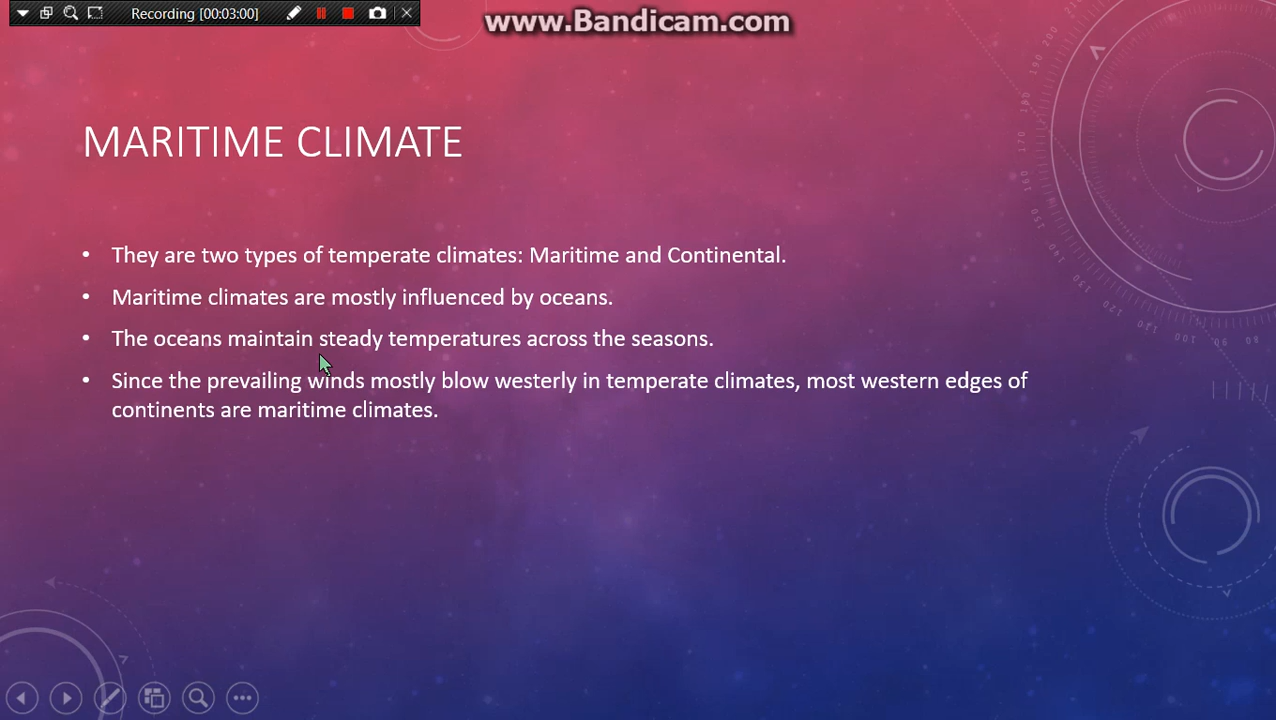 Recording [00:03:00]
www.Bandicam.com
MARITIME CLIMATE
• They are two types of temperate climates: Maritime and Continental.
• Maritime climates are mostly influenced by oceans.
• The oceans maintain steady temperatures across the seasons.
• Since the prevailing winds mostly blow westerly in temperate climates, most western edges of
continents are maritime climates.